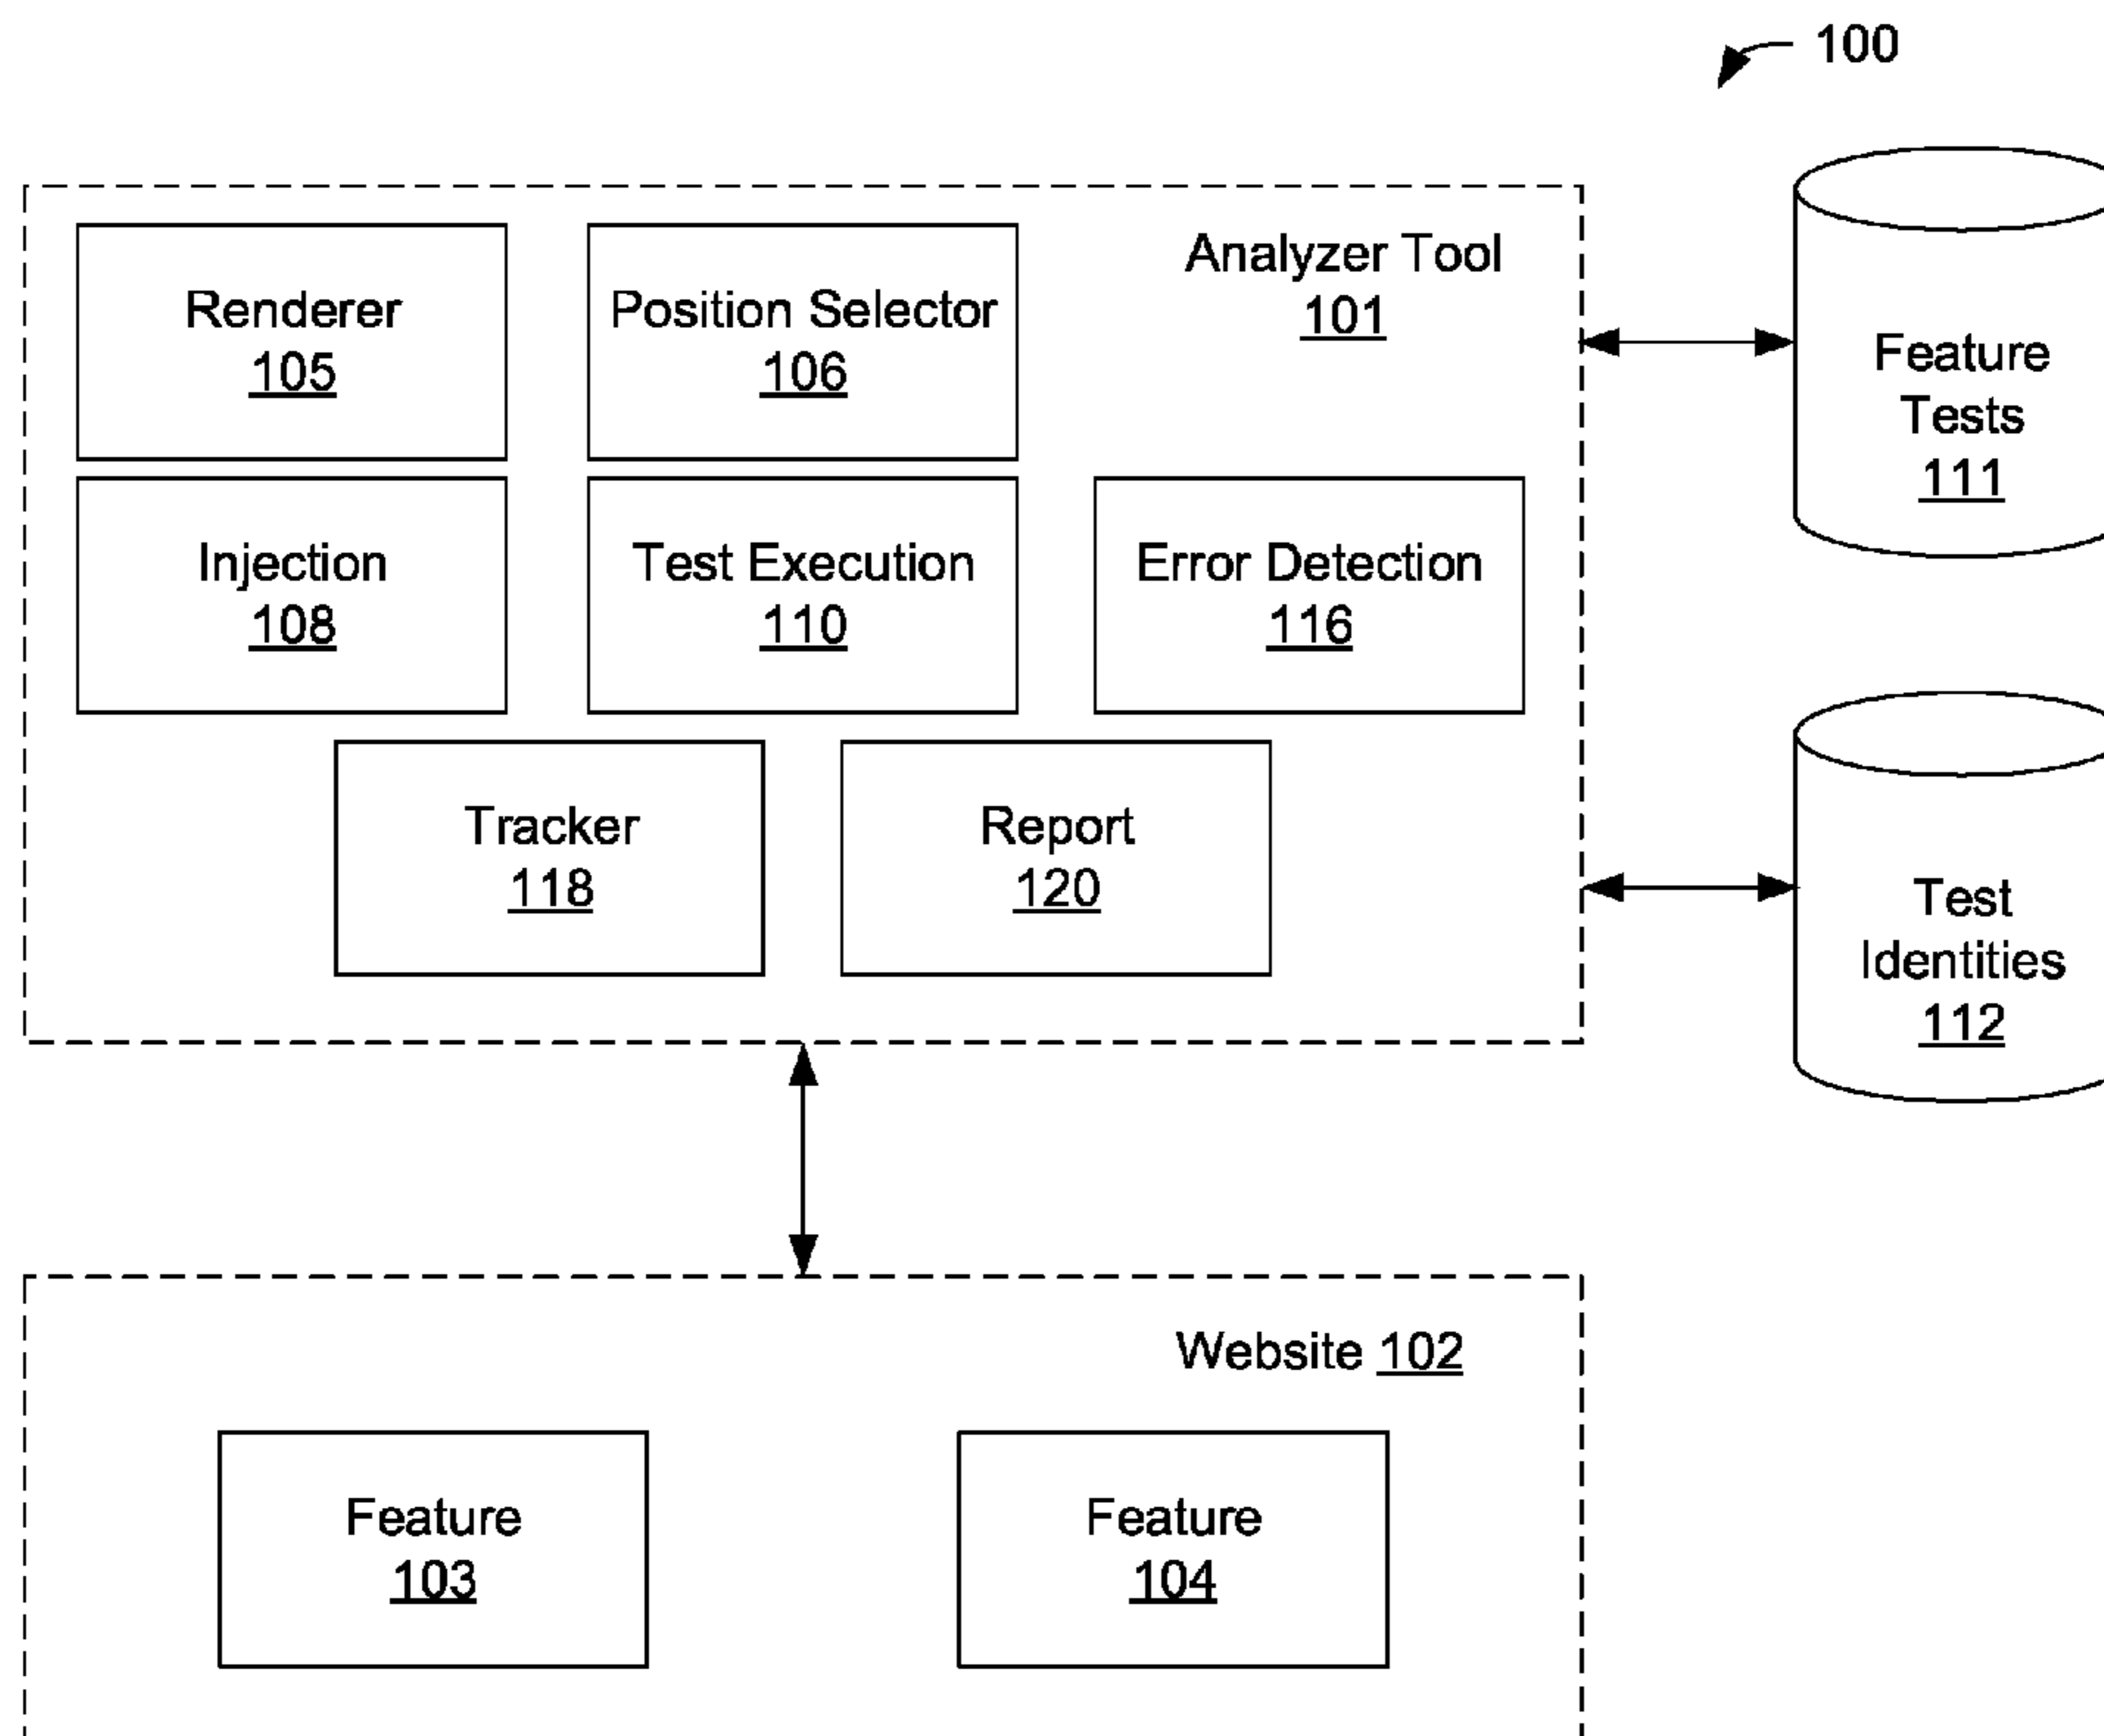 100
Renderer
105
Position Selector
106
Analyzer Tool
101
Injection
108
Test Execution
110
Error Detection
116
Tracker
118
Report
120
Feature
Tests
111
Test
Identities
112
Website 102
Feature
103
Feature
104